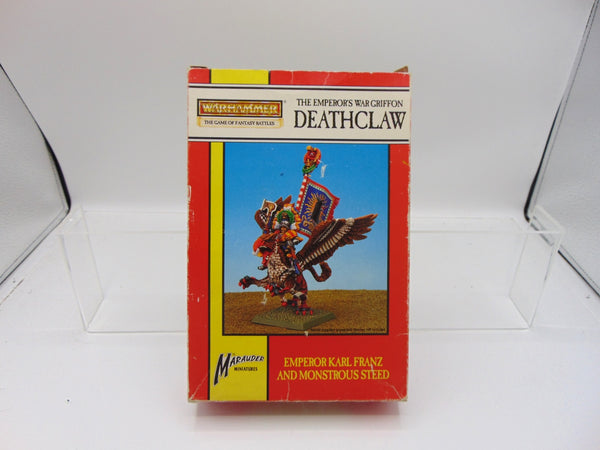 WARHAMMER
THE GAME OF FANTASY BATTLES
THE EMPEROR'S WAR GRIFFON
DEATHCLAW
MARAUDER
MINIATURES
EMPEROR KARL FRANZ
AND MONSTROUS STEED